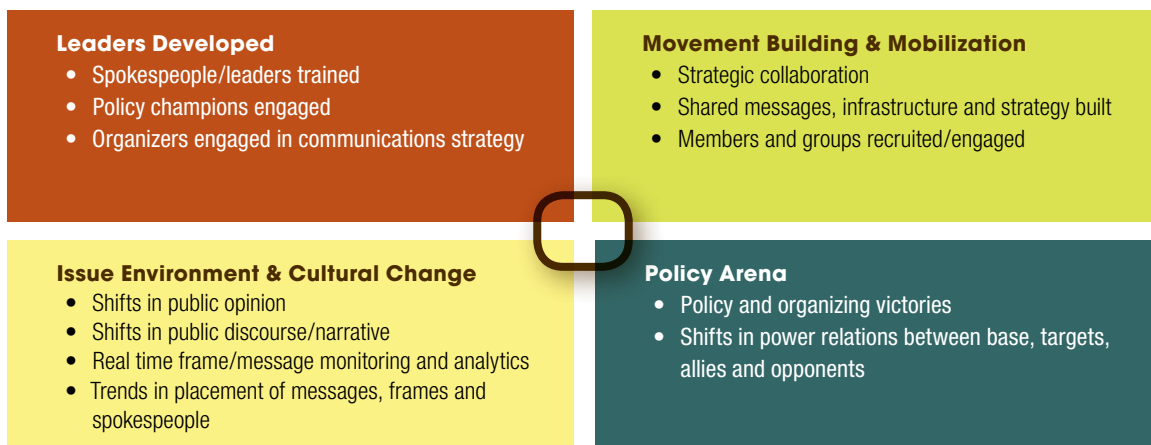 Leaders Developed
• Spokespeople/leaders trained
• Policy champions engaged
• Organizers engaged in communications strategy
Movement Building & Mobilization
• Strategic collaboration
• Shared messages, infrastructure and strategy built
• Members and groups recruited/engaged
Issue Environment & Cultural Change
• Shifts in public opinion
• Shifts in public discourse/narrative
• Real time frame/message monitoring and analytics
• Trends in placement of messages, frames and
spokespeople
Policy Arena
• Policy and organizing victories
• Shifts in power relations between base, targets,
allies and opponents